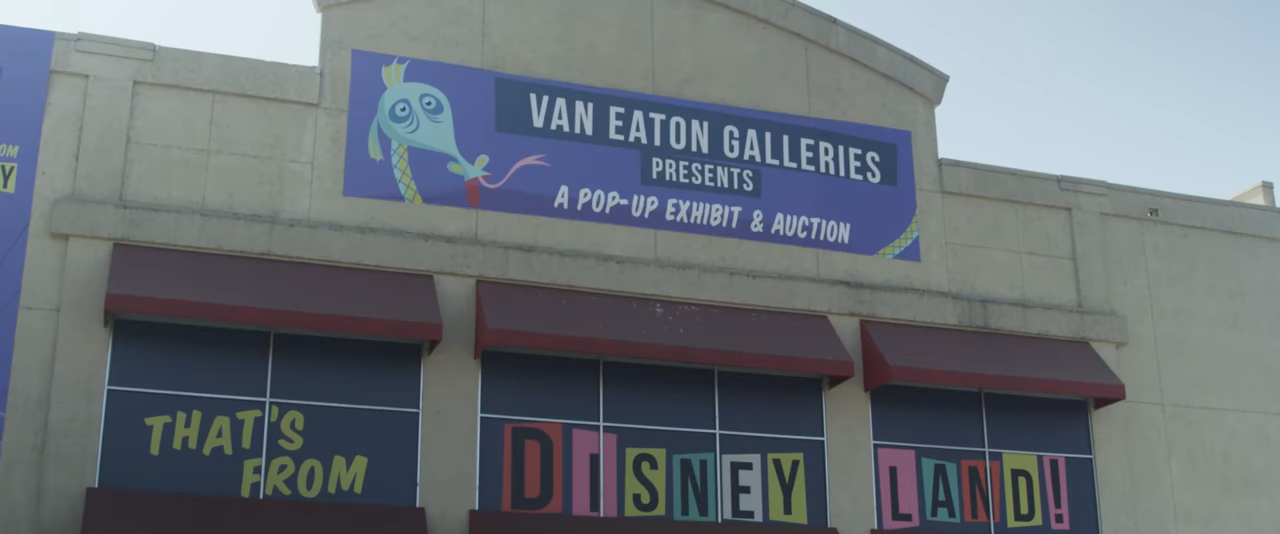 VAN EATON GALLERIES
PRESENTS
A POP-UP EXHIBIT & AUCTION
THAT'S
FROM
DISNEY
LAND!